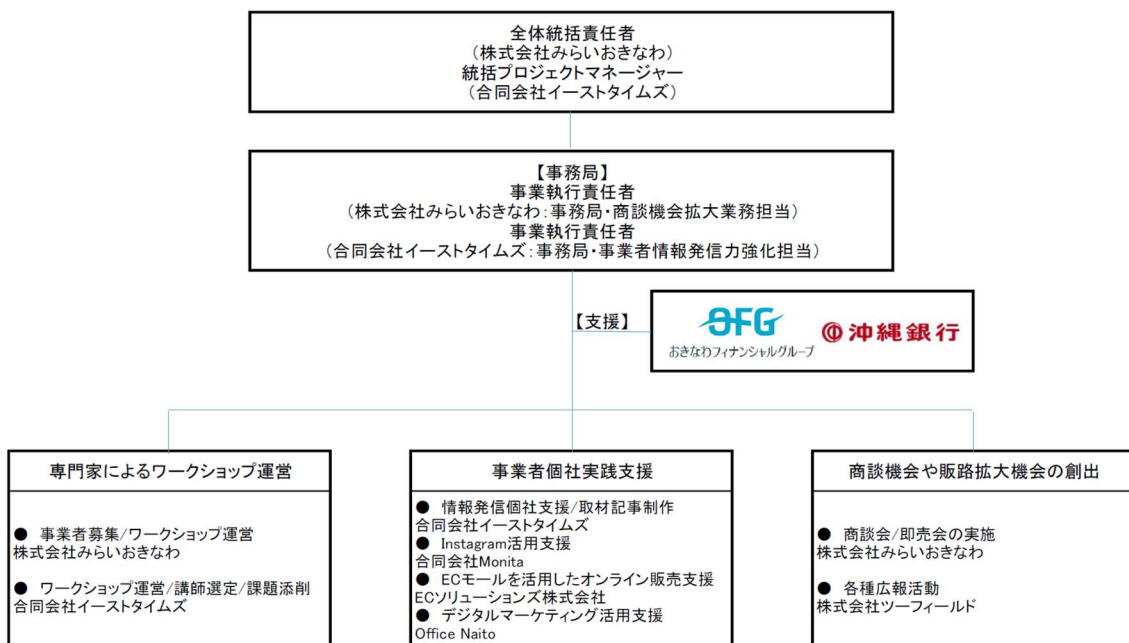 全体統括責任者
（株式会社みらいおきなわ）
統括プロジェクトマネージャー
（合同会社イーストタイムズ）
【事務局】
事業執行責任者
（株式会社みらいおきなわ：事務局・商談機会拡大業務担当）
事業執行責任者
（合同会社イーストタイムズ：事務局・事業者情報発信力強化担当）
【支援】
OFG
おきなわフィナンシャルグループ
沖縄銀行
専門家によるワークショップ運営
● 事業者募集/ワークショップ運営
株式会社みらいおきなわ
● ワークショップ運営/講師選定/課題添削
合同会社イーストタイムズ
事業者個社実践支援
● 情報発信個社支援/取材記事制作
合同会社イーストタイムズ
● Instagram活用支援
合同会社Monita
● ECモールを活用したオンライン販売支援
ECソリューションズ株式会社
● デジタルマーケティング活用支援
Office Naito
商談機会や販路拡大機会の創出
● 商談会/即売会の実施
株式会社みらいおきなわ
● 各種広報活動
株式会社ツーフィールド